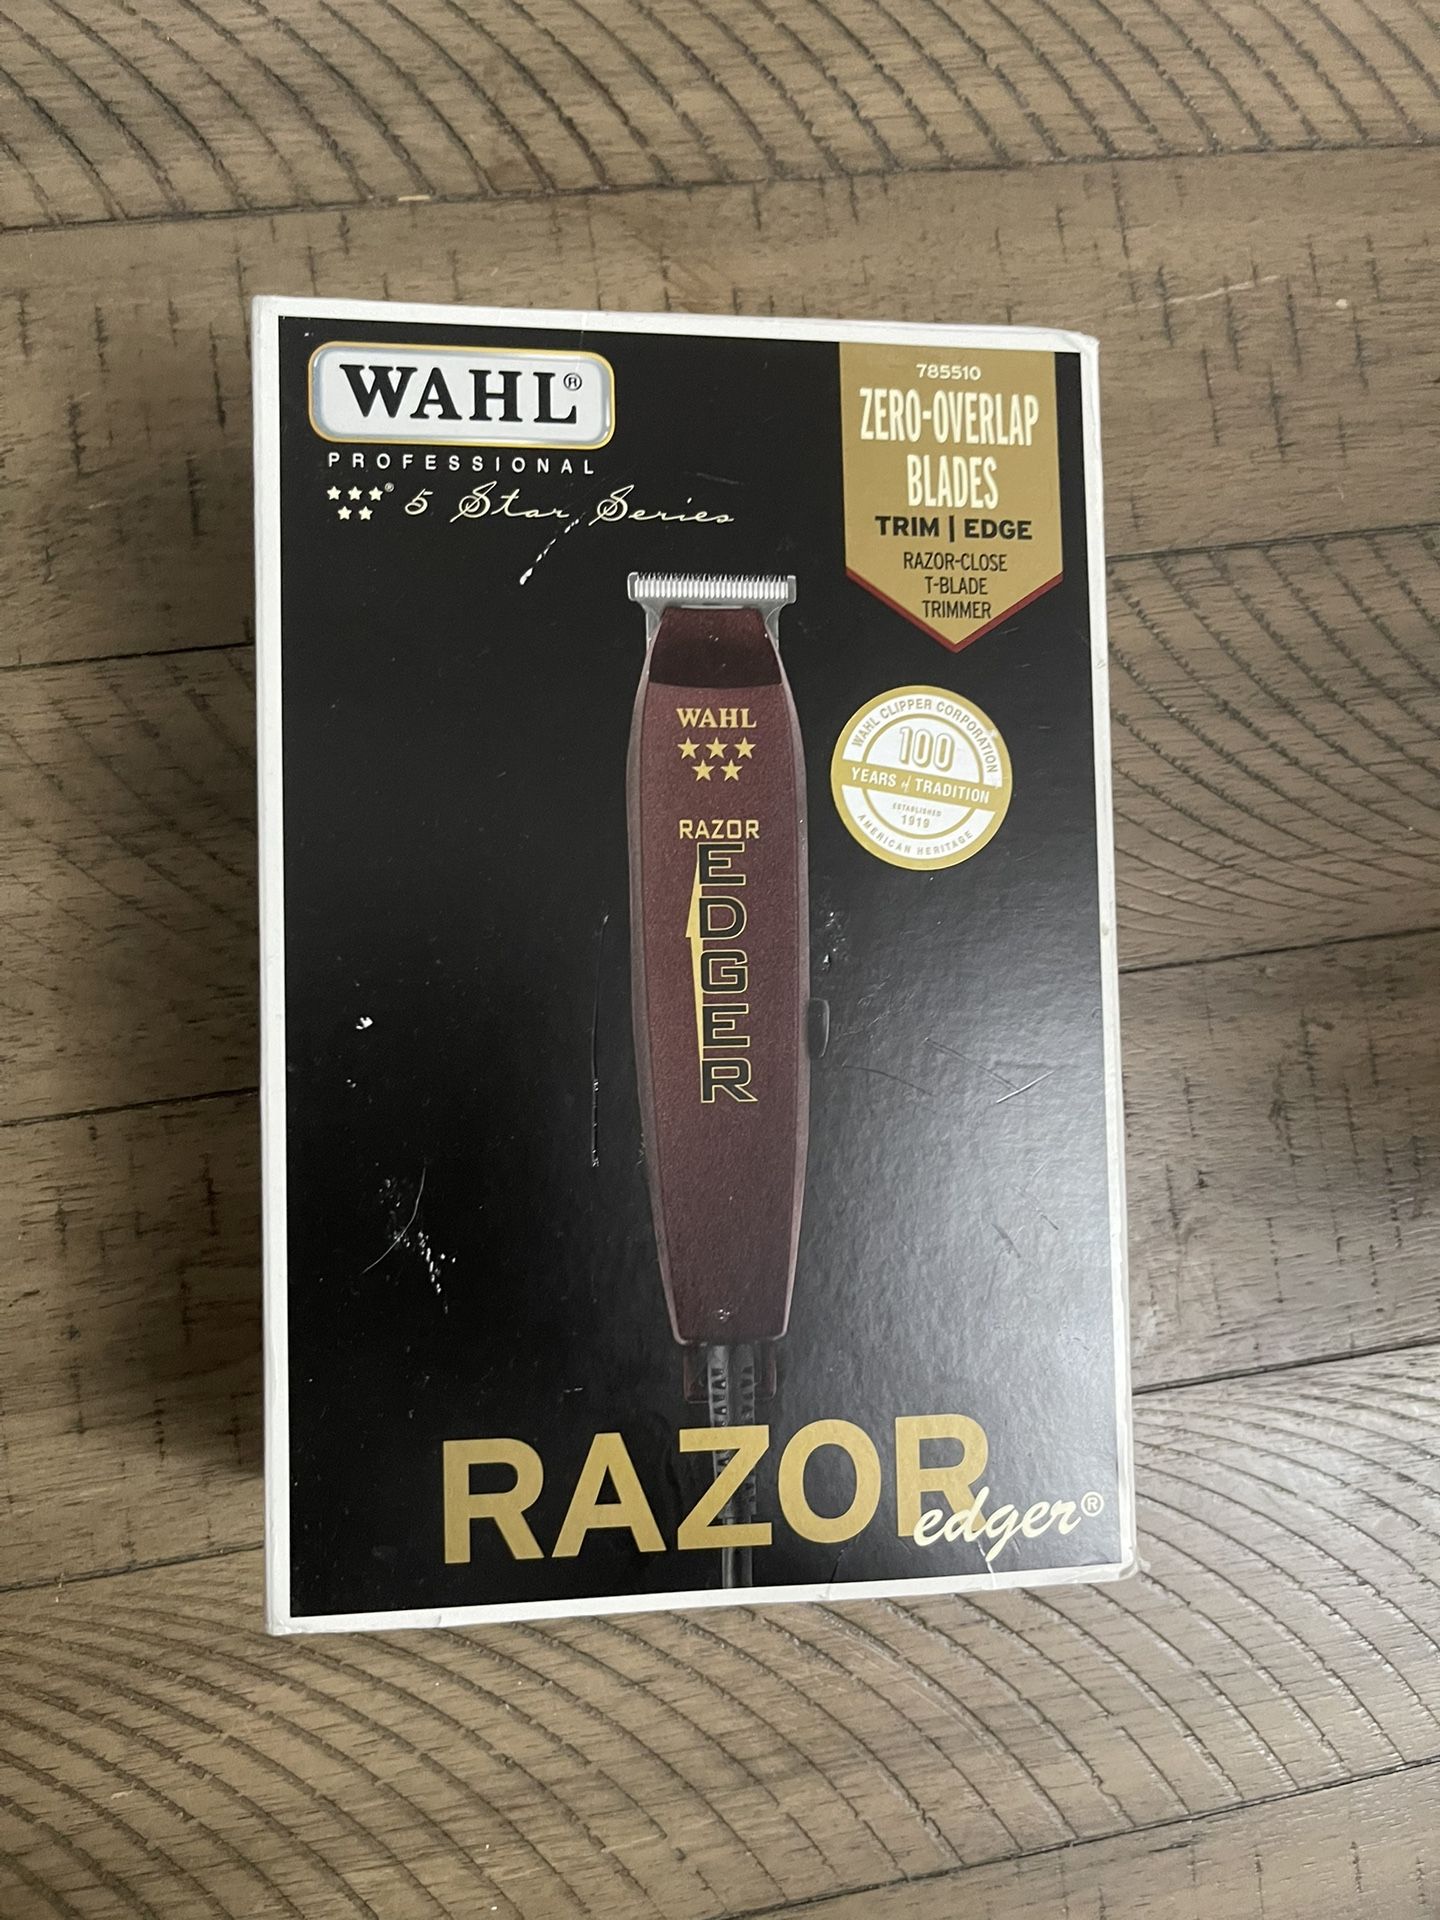 WAHL®
PROFESSIONAL
® 5 Star Series
785510
ZERO-OVERLAP
BLADES
TRIM | EDGE
RAZOR-CLOSE
T-BLADE
TRIMMER
WAHL CLIPPER CORPORATION
100
YEARS of TRADITION
ESTABLISHED
1919
AMERICAN HERITAGE
WAHL
RAZOR
EDGER
RAZOR
edger®